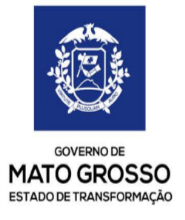 GOVERNO DE
MATO GROSSO
ESTADO DE TRANSFORMAÇÃO